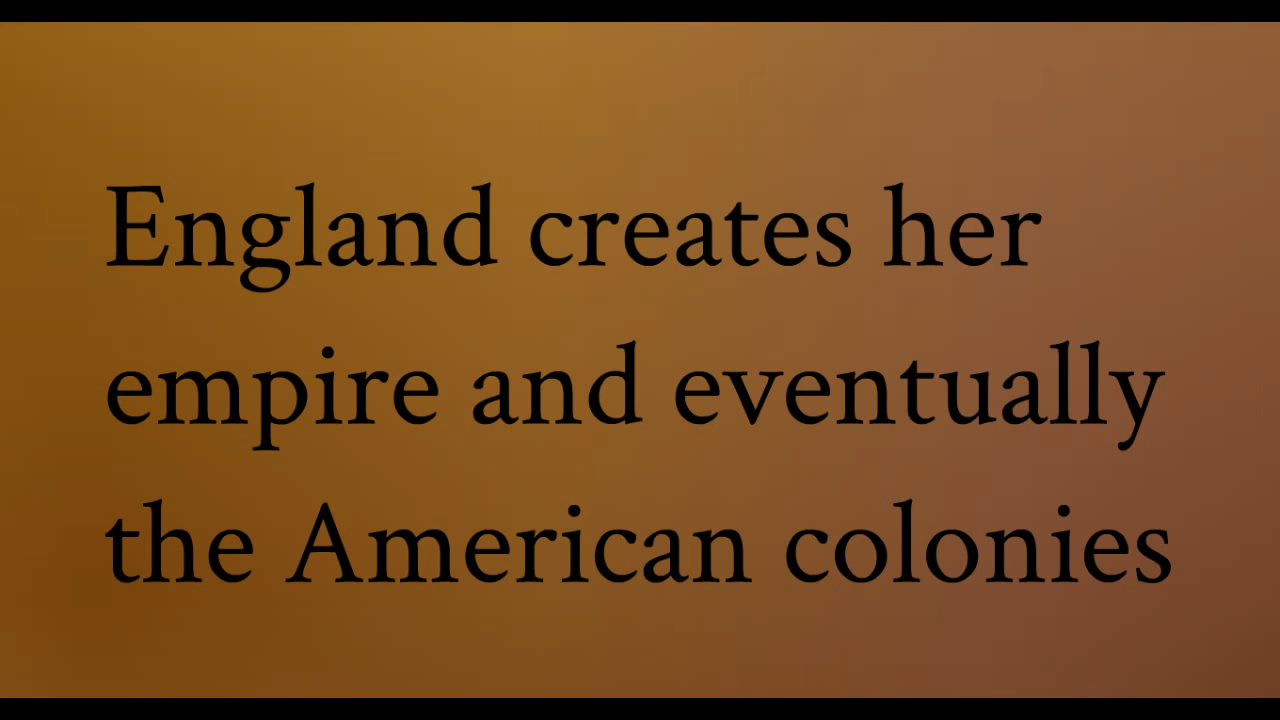 England creates her
empire and eventually
the American colonies